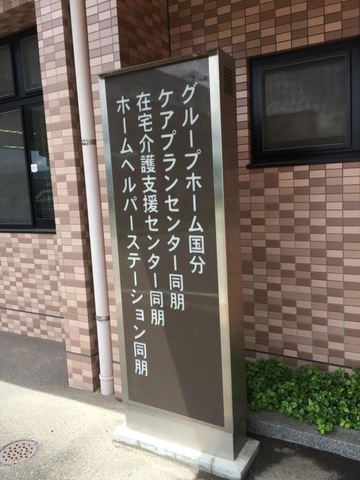 グループホーム国分
ケアプランセンター同朋
在宅介護支援センター同朋
ホームヘルパーステーション同朋